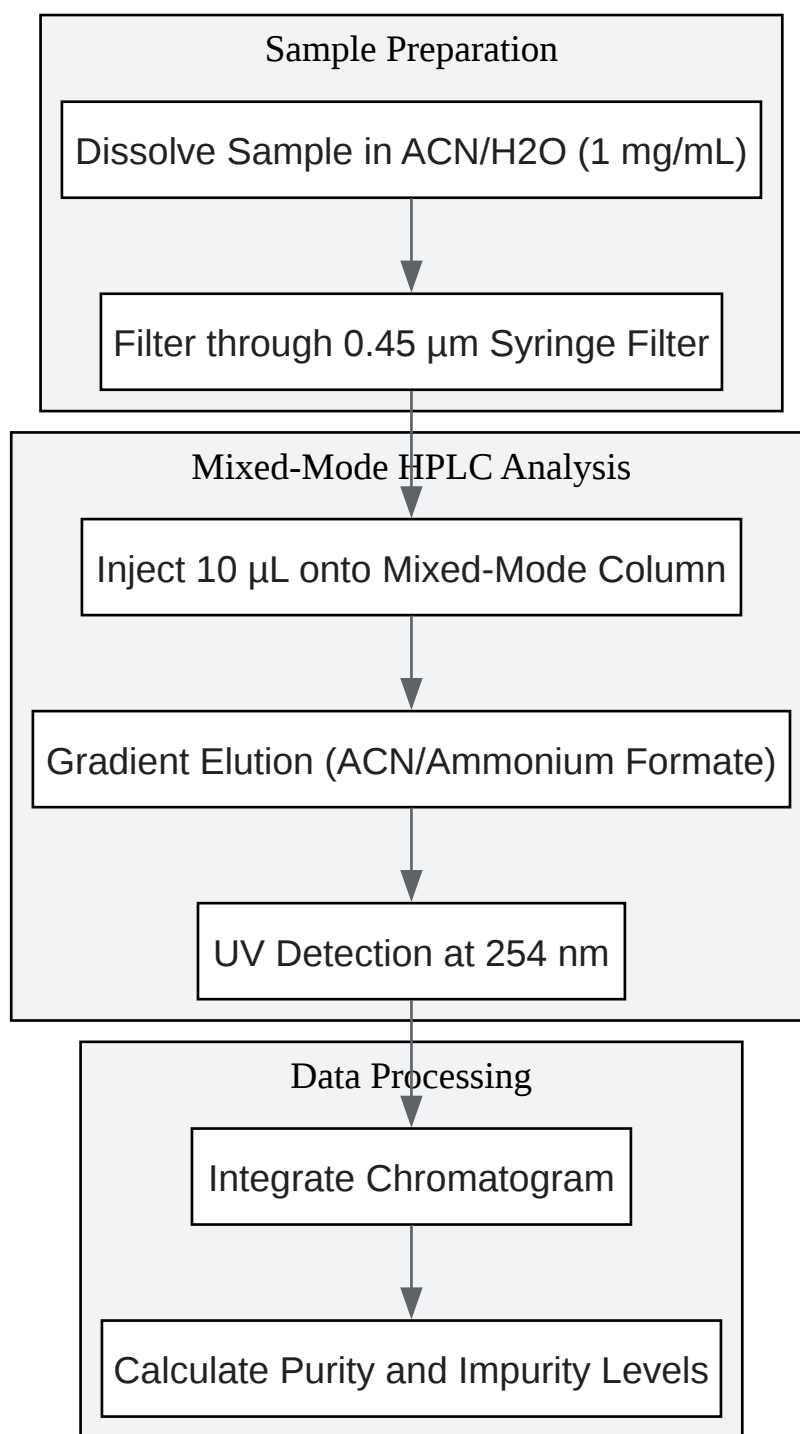 Sample Preparation
Dissolve Sample in ACN/H2O (1 mg/mL)
Filter through 0.45 µm Syringe Filter
Mixed-Mode HPLC Analysis
Inject 10 µL onto Mixed-Mode Column
Gradient Elution (ACN/Ammonium Formate)
UV Detection at 254 nm
Data Processing
Integrate Chromatogram
Calculate Purity and Impurity Levels